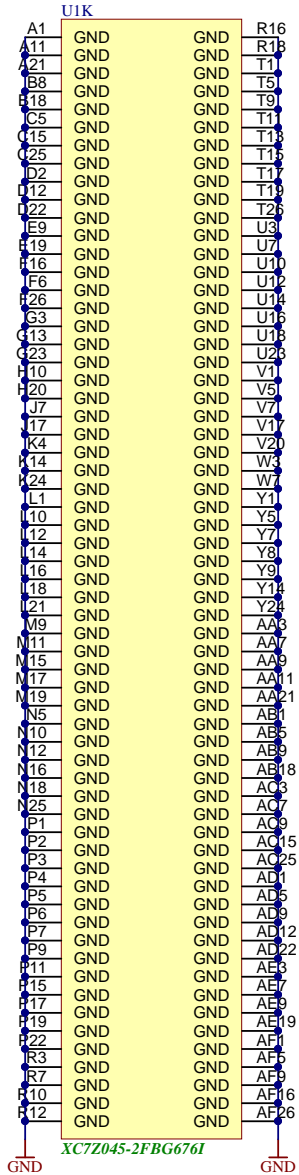 U1K
A1 GND GND R16
A11 GND GND R18
A21 GND GND T1
B8 GND GND T5
B18 GND GND T9
C5 GND GND T11
C15 GND GND T13
C25 GND GND T15
D2 GND GND T17
D12 GND GND T19
D22 GND GND T26
E9 GND GND U3
E19 GND GND U7
F16 GND GND U10
F6 GND GND U12
F26 GND GND U14
G3 GND GND U16
G13 GND GND U18
G23 GND GND U23
H10 GND GND V1
H20 GND GND V5
J7 GND GND V7
J17 GND GND V17
K4 GND GND V20
K14 GND GND W3
K24 GND GND W7
L1 GND GND Y1
L10 GND GND Y5
L12 GND GND Y7
L14 GND GND Y8
L16 GND GND Y9
L18 GND GND Y14
L21 GND GND Y24
M9 GND GND AA3
M11 GND GND AA7
M15 GND GND AA9
M17 GND GND AA11
M19 GND GND AA21
N5 GND GND AB1
N10 GND GND AB5
N12 GND GND AB9
N16 GND GND AB18
N18 GND GND AC3
N25 GND GND AC7
P1 GND GND AC9
P2 GND GND AC15
P3 GND GND AC25
P4 GND GND AD1
P5 GND GND AD5
P6 GND GND AD9
P7 GND GND AD12
P9 GND GND AD22
P11 GND GND AE3
P15 GND GND AE7
P17 GND GND AE9
P19 GND GND AE19
P22 GND GND AF1
R3 GND GND AF5
R7 GND GND AF9
R10 GND GND AF16
R12 GND GND AF26
XC7Z045-2FBG676I
GND GND